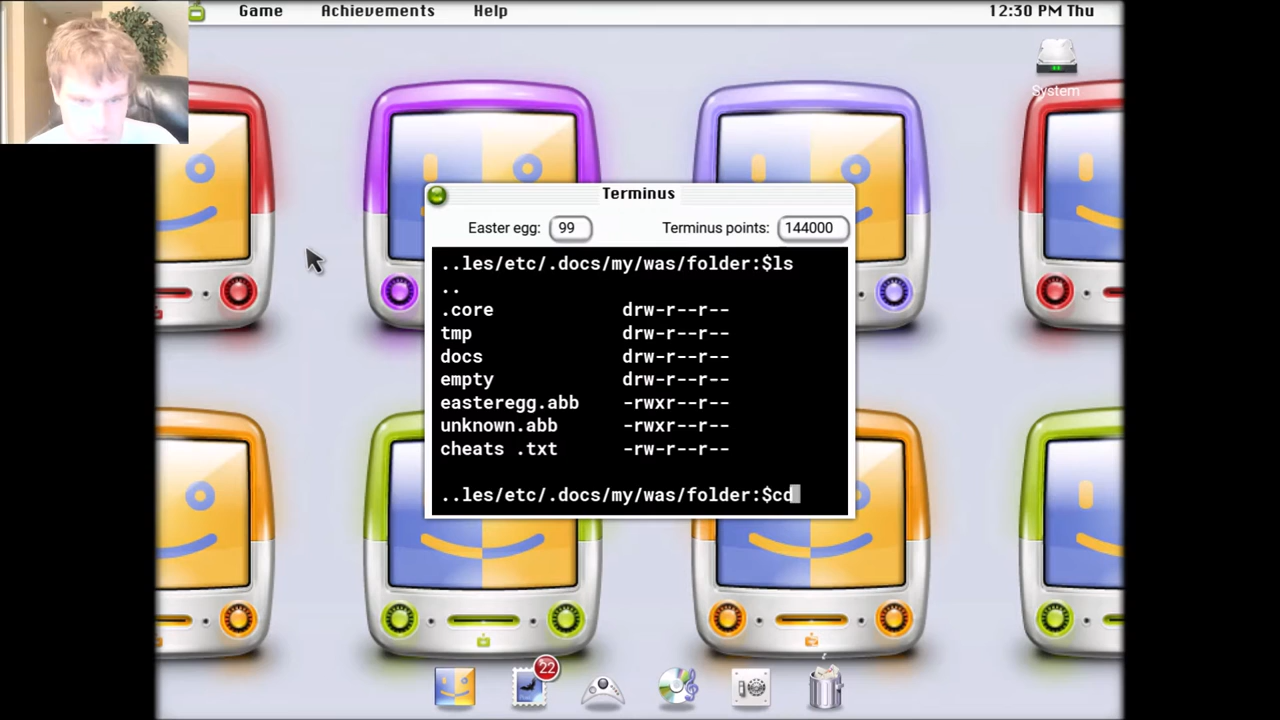 Game Achievements Help 12:30 PM Thu
System
Terminus
Easter egg: 99 Terminus points: 144000
..les/etc/.docs/my/was/folder:$ls
..
.core drw-r--r--
tmp drw-r--r--
docs drw-r--r--
empty drw-r--r--
easteregg.abb -rwxr--r--
unknown.abb -rwxr--r--
cheats .txt -rw-r--r--
..les/etc/.docs/my/was/folder:$cd
22